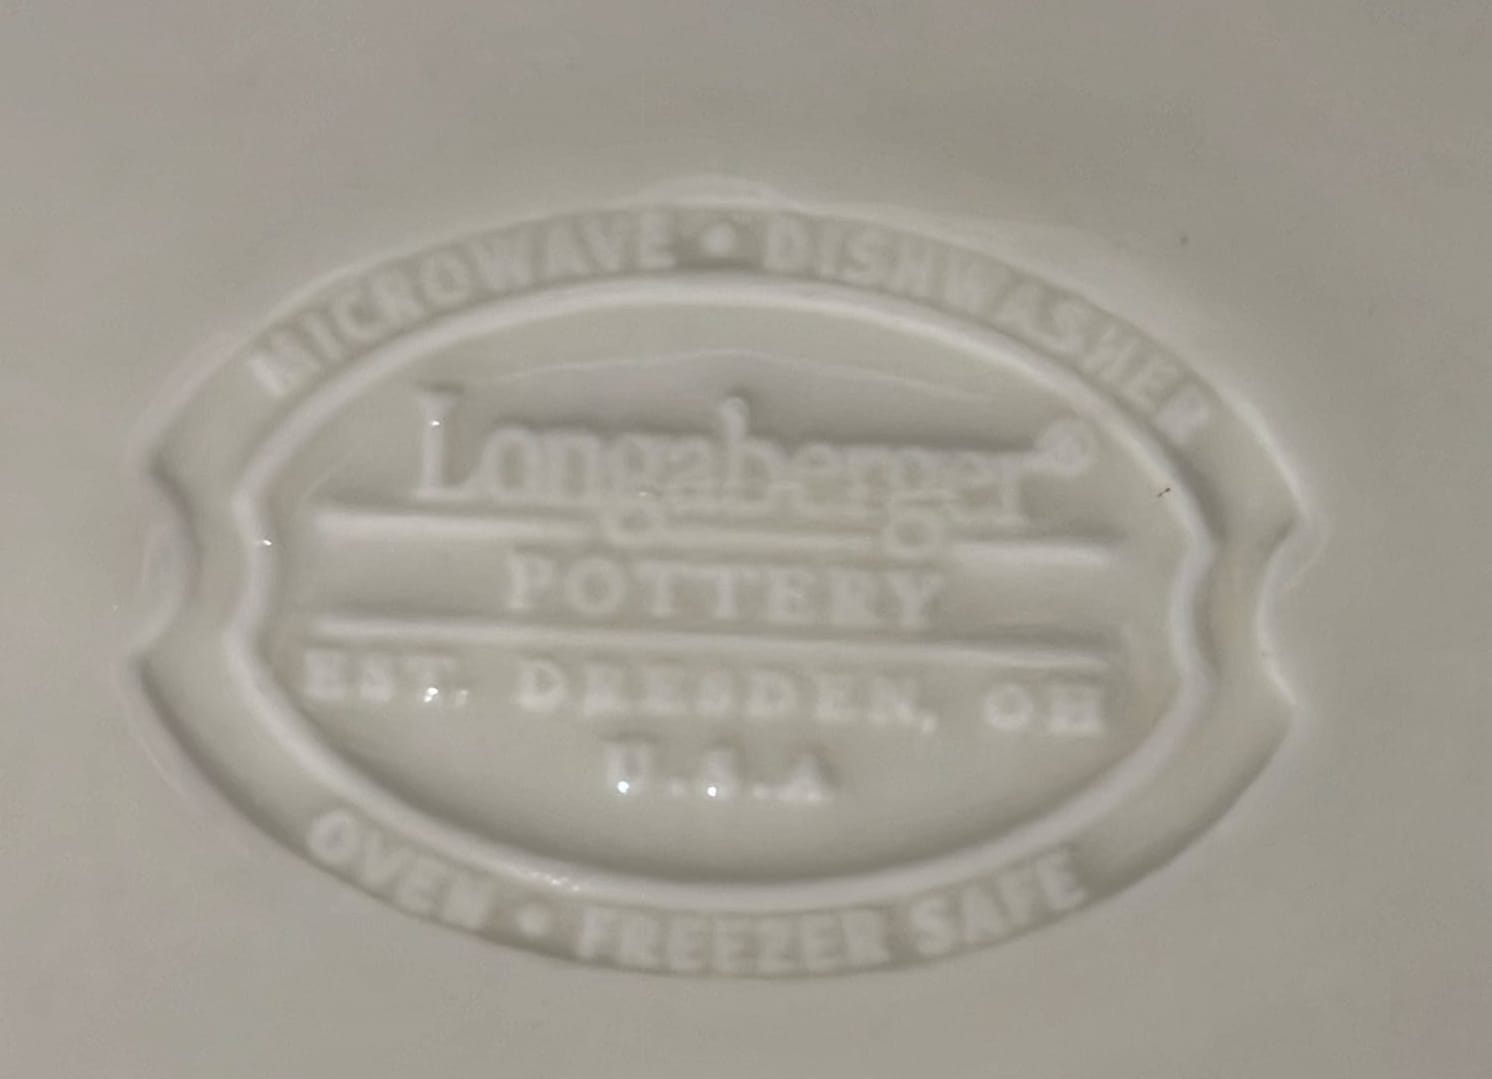 MICROWAVE • DISHWASHER
Longaberger®
POTTERY
EST. DRESDEN, OH
U.S.A
OVEN • FREEZER SAFE